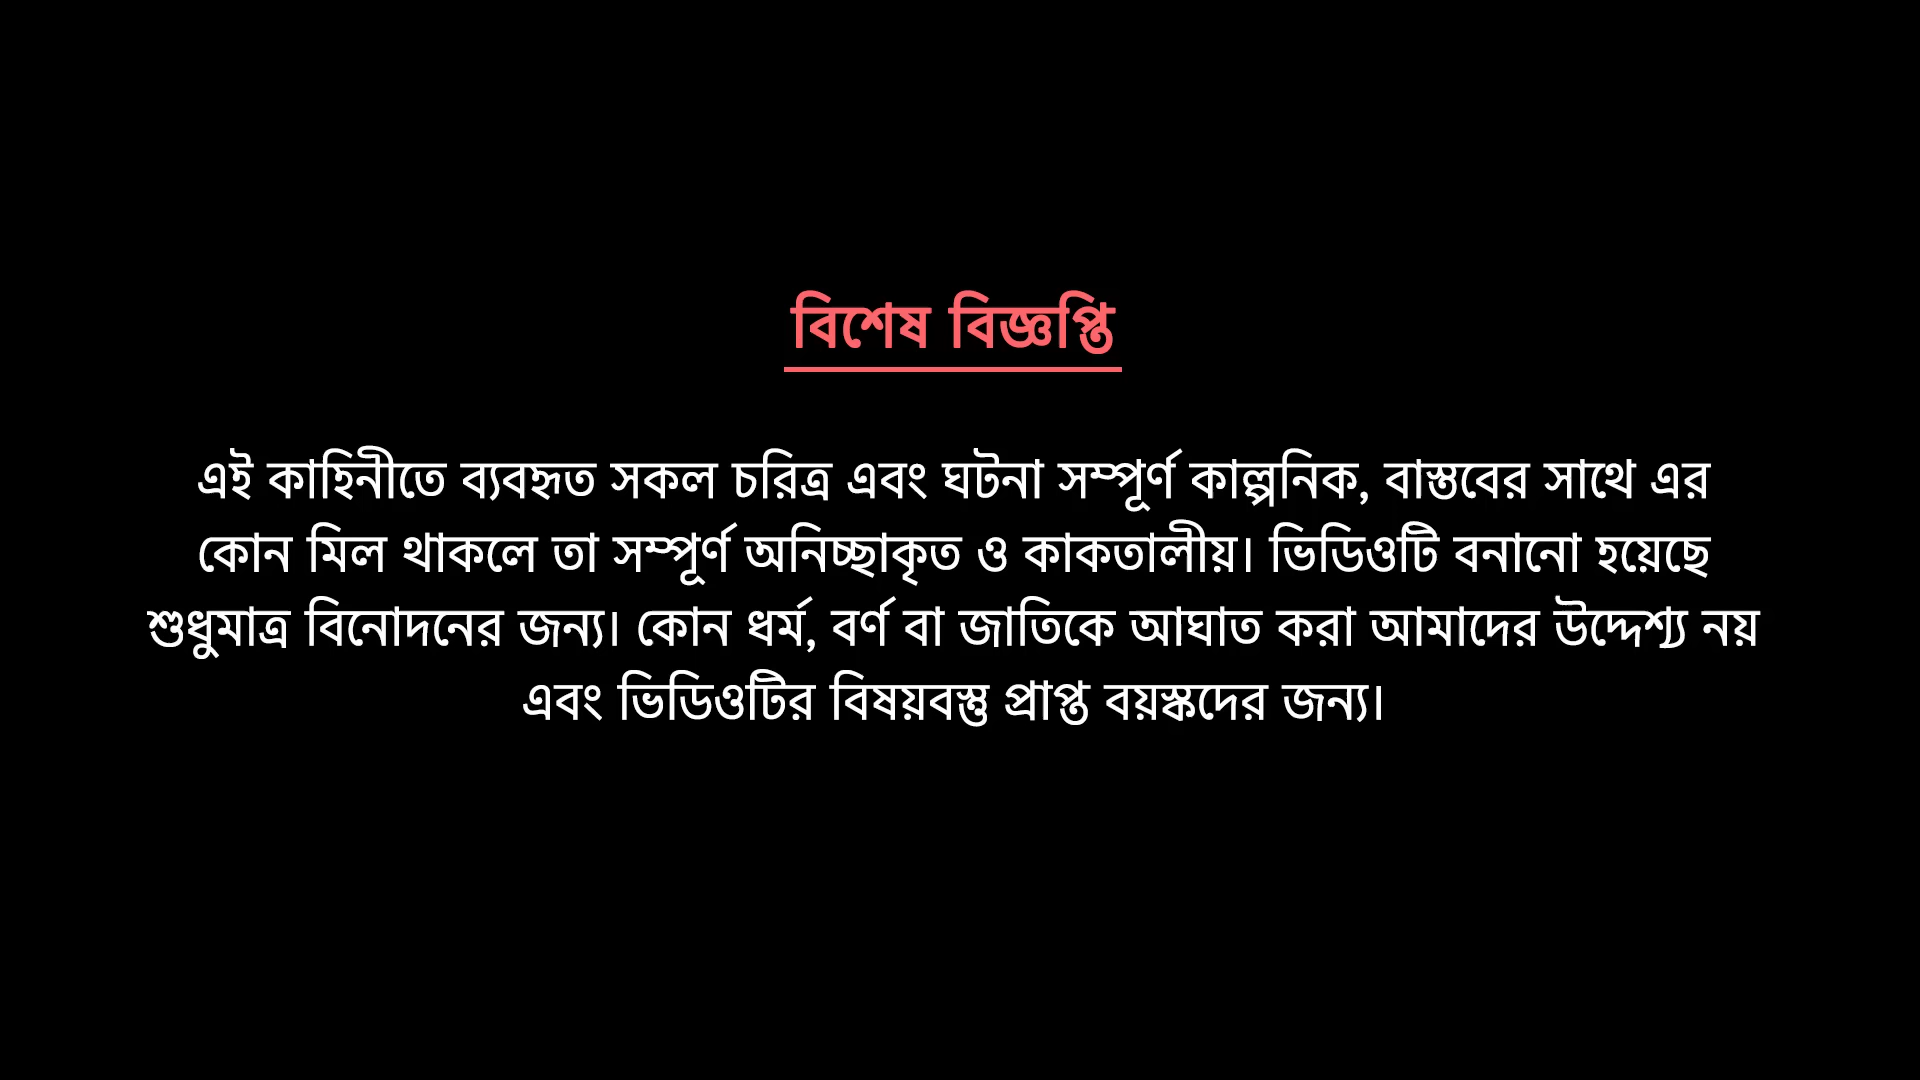 বিশেষ বিজ্ঞপ্তি
এই কাহিনীতে ব্যবহৃত সকল চরিত্র এবং ঘটনা সম্পূর্ণ কাল্পনিক, বাস্তবের সাথে এর
কোন মিল থাকলে তা সম্পূর্ণ অনিচ্ছাকৃত ও কাকতালীয়। ভিডিওটি বনানো হয়েছে
শুধুমাত্র বিনোদনের জন্য। কোন ধর্ম, বর্ণ বা জাতিকে আঘাত করা আমাদের উদ্দেশ্য নয়
এবং ভিডিওটির বিষয়বস্তু প্রাপ্ত বয়স্কদের জন্য।